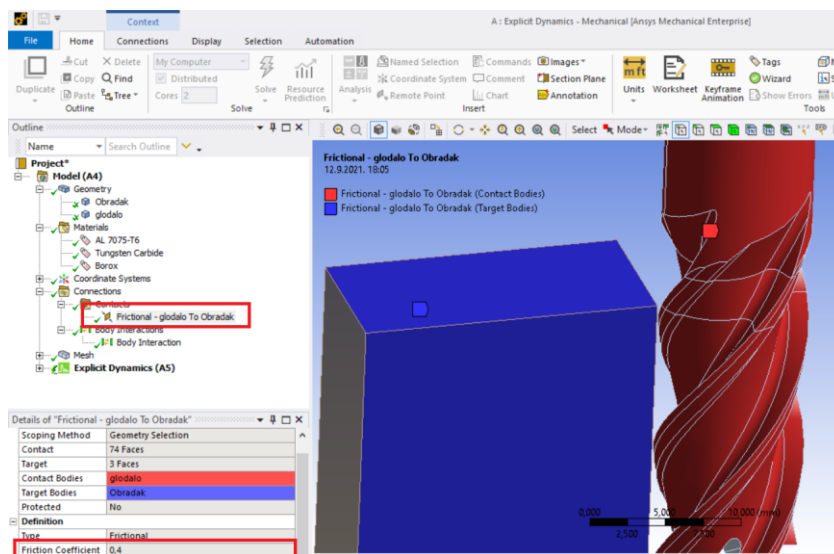 Context
A : Explicit Dynamics - Mechanical [Ansys Mechanical Enterprise]
File Home Connections Display Selection Automation
Duplicate
Cut
Copy
Paste
Delete
Find
Tree
Outline
My Computer
Distributed
Cores 2
Solve
Resource Prediction
Solve
Analysis
Named Selection
Coordinate System
Remote Point
Commands
Comment
Chart
Images
Section Plane
Annotation
Insert
Units
Worksheet
Keyframe Animation
Tags
Wizard
Show Errors
Tools
Outline
Name Search Outline
Select Mode
Project*
Model (A4)
Geometry
Obradak
glodalo
Materials
AL 7075-T6
Tungsten Carbide
Borox
Coordinate Systems
Connections
Contacts
Frictional - glodalo To Obradak
Body Interactions
Body Interaction
Mesh
Explicit Dynamics (A5)
Frictional - glodalo To Obradak
12.9.2021. 18:05
Frictional - glodalo To Obradak (Contact Bodies)
Frictional - glodalo To Obradak (Target Bodies)
0,000 5,000 10,000 (mm)
2,500
Details of "Frictional - glodalo To Obradak"
Scoping Method Geometry Selection
Contact 74 Faces
Target 3 Faces
Contact Bodies glodalo
Target Bodies Obradak
Protected No
Definition
Type Frictional
Friction Coefficient 0,4